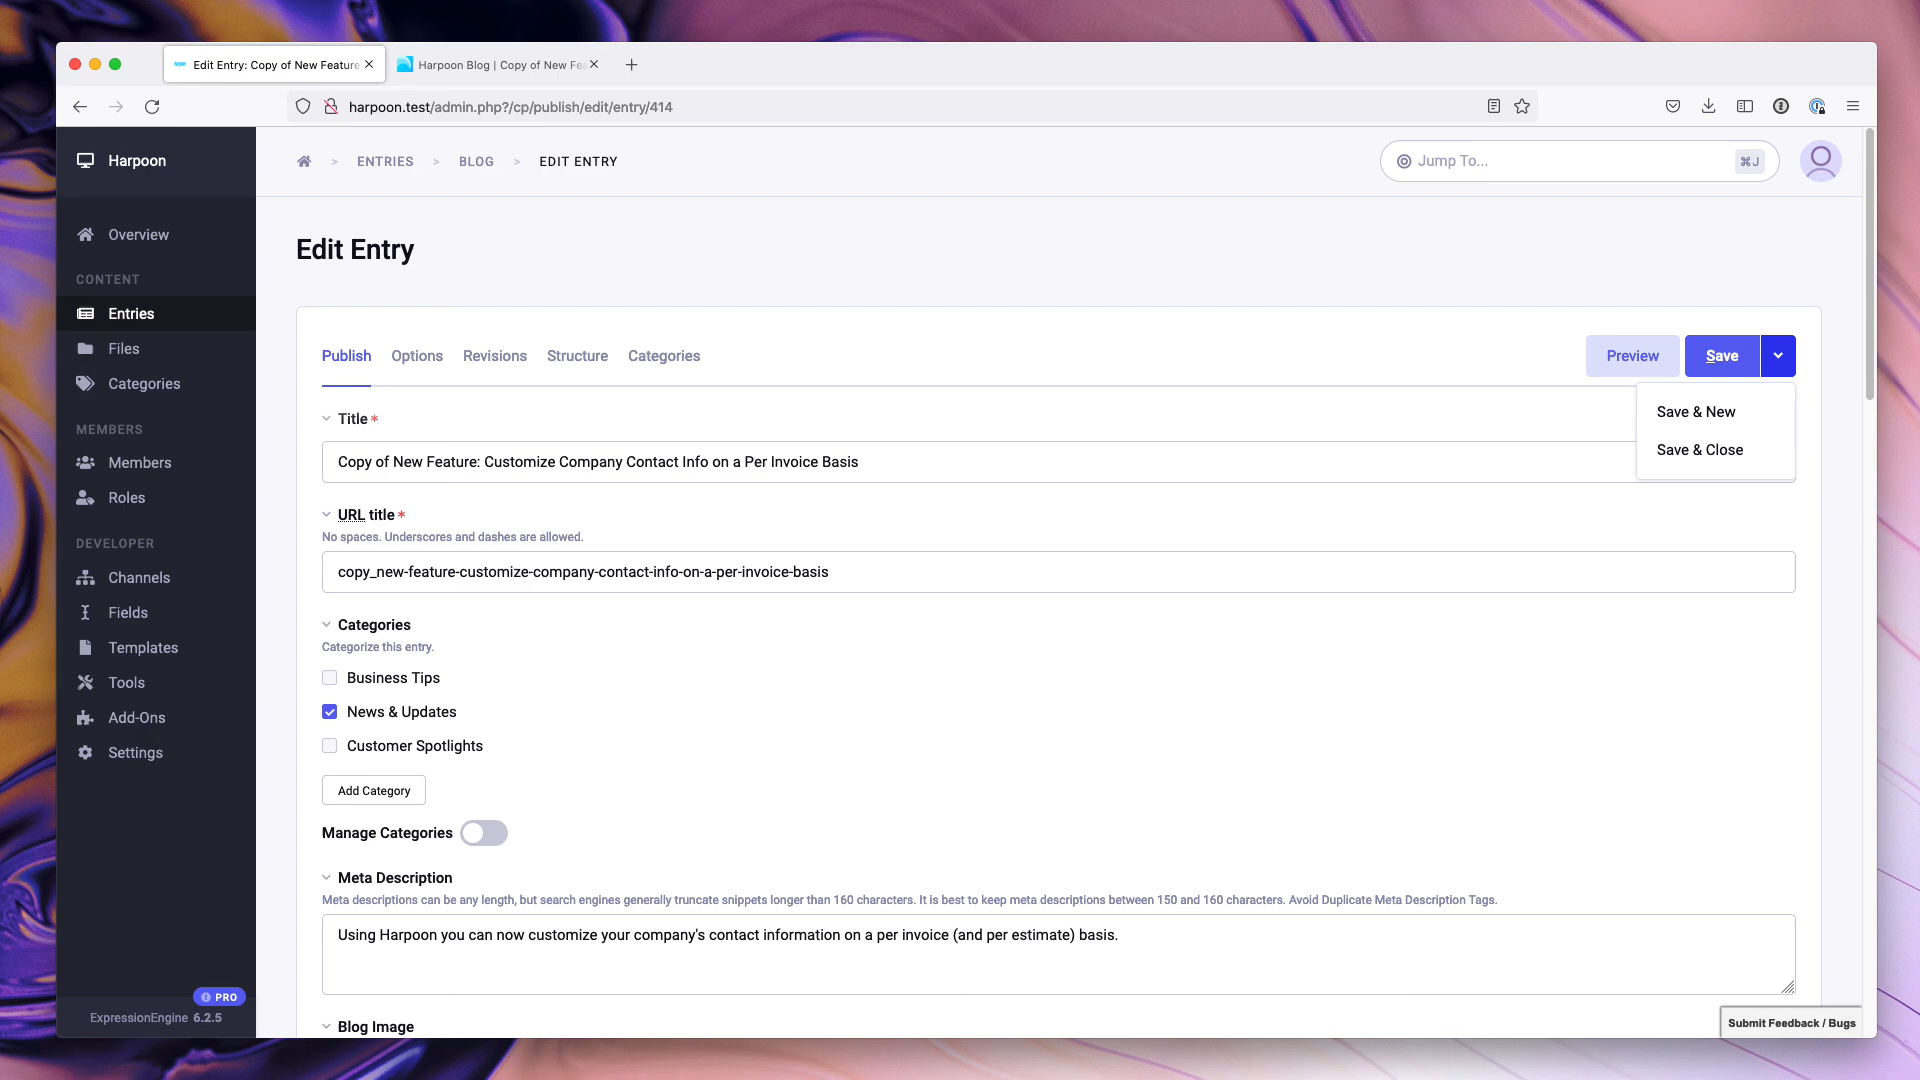 Edit Entry: Copy of New Feature
Harpoon Blog | Copy of New Fea
harpoon.test/admin.php?/cp/publish/edit/entry/414
Harpoon
> ENTRIES > BLOG > EDIT ENTRY
Jump To...
⌘J
Overview
CONTENT
Entries
Files
Categories
MEMBERS
Members
Roles
DEVELOPER
Channels
Fields
Templates
Tools
Add-Ons
Settings
PRO
ExpressionEngine 6.2.5
Edit Entry
Publish Options Revisions Structure Categories
Preview
Save
Save & New
Save & Close
Title*
Copy of New Feature: Customize Company Contact Info on a Per Invoice Basis
URL title*
No spaces. Underscores and dashes are allowed.
copy_new-feature-customize-company-contact-info-on-a-per-invoice-basis
Categories
Categorize this entry.
Business Tips
News & Updates
Customer Spotlights
Add Category
Manage Categories
Meta Description
Meta descriptions can be any length, but search engines generally truncate snippets longer than 160 characters. It is best to keep meta descriptions between 150 and 160 characters. Avoid Duplicate Meta Description Tags.
Using Harpoon you can now customize your company's contact information on a per invoice (and per estimate) basis.
Blog Image
Submit Feedback / Bugs